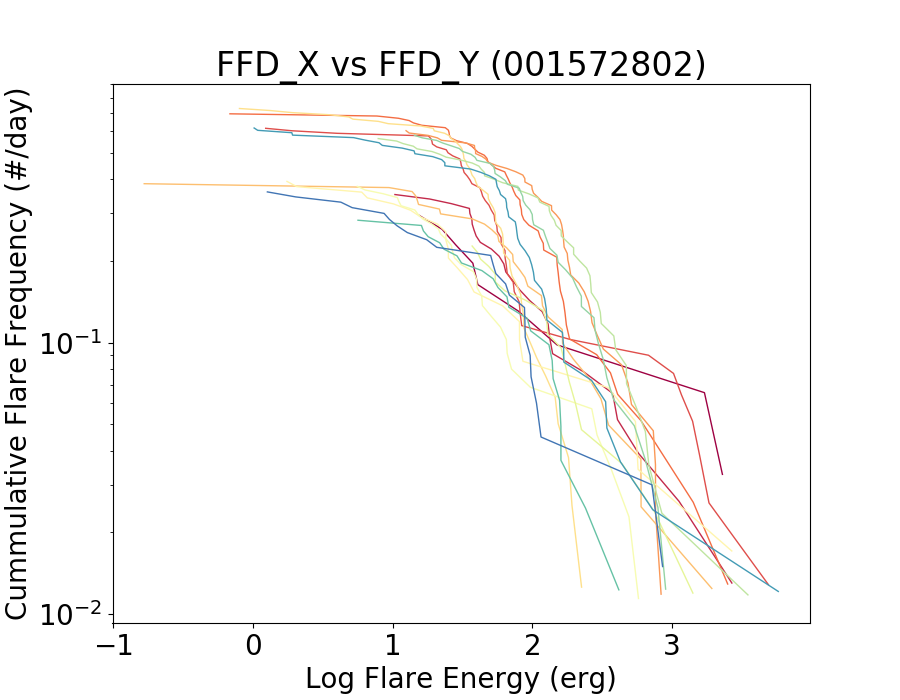 FFD_X vs FFD_Y (001572802)
Cummulative Flare Frequency (#/day)
10⁻¹
10⁻²
−1 0 1 2 3
Log Flare Energy (erg)